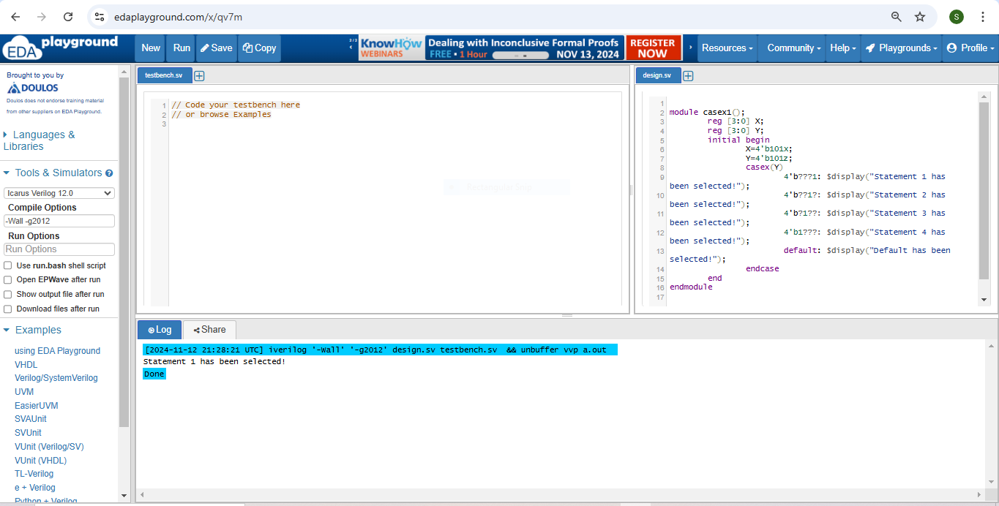 edaplayground.com/x/qv7m
S
EDA playground
New
Run
Save
Copy
2/2
KnowHow
WEBINARS
Dealing with Inconclusive Formal Proofs
FREE • 1 Hour
NOV 13, 2024
REGISTER
NOW
Resources
Community
Help
Playgrounds
Profile
Brought to you by
DOULOS
Doulos does not endorse training material
from other suppliers on EDA Playground.
Languages &
Libraries
Tools & Simulators
Icarus Verilog 12.0
Compile Options
-Wall -g2012
Run Options
Run Options
Use run.bash shell script
Open EPWave after run
Show output file after run
Download files after run
Examples
using EDA Playground
VHDL
Verilog/SystemVerilog
UVM
EasierUVM
SVAUnit
SVUnit
VUnit (Verilog/SV)
VUnit (VHDL)
TL-Verilog
e + Verilog
Python + Verilog
testbench.sv
1 // Code your testbench here
2 // or browse Examples
3
Rectangular Snip
design.sv
1
2 module casex1();
3 reg [3:0] X;
4 reg [3:0] Y;
5 initial begin
6 X=4'b101x;
7 Y=4'b101z;
8 casex(Y)
9 4'b???1: $display("Statement 1 has
been selected!");
10 4'b??1?: $display("Statement 2 has
been selected!");
11 4'b?1??: $display("Statement 3 has
been selected!");
12 4'b1???: $display("Statement 4 has
been selected!");
13 default: $display("Default has been
selected!");
14 endcase
15 end
16 endmodule
17
Log
Share
[2024-11-12 21:28:21 UTC] iverilog '-Wall' '-g2012' design.sv testbench.sv && unbuffer vvp a.out
Statement 1 has been selected!
Done